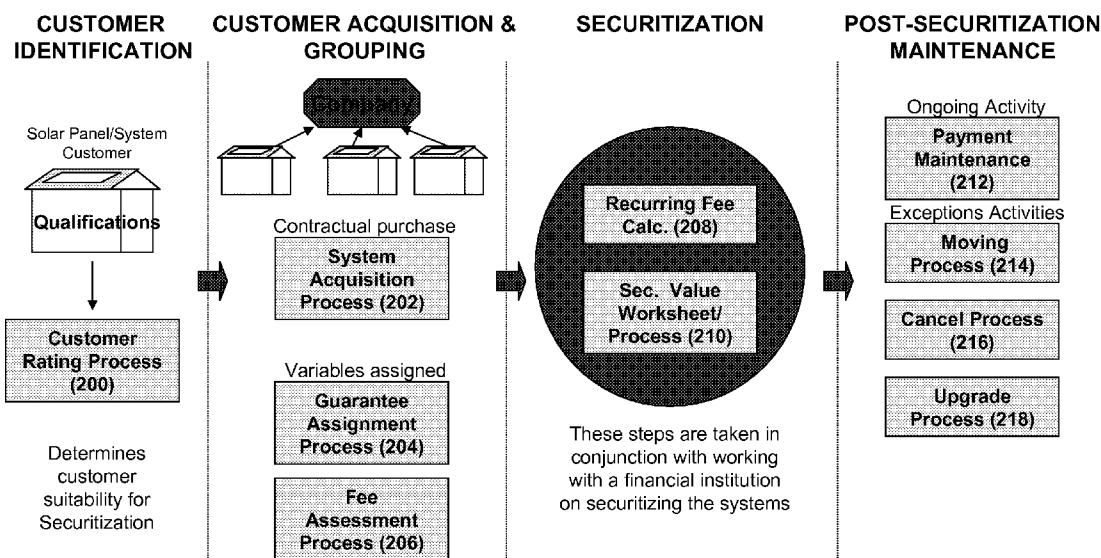 CUSTOMER
IDENTIFICATION
Solar Panel/System
Customer
Qualifications
Customer
Rating Process
(200)
Determines
customer
suitability for
Securitization
CUSTOMER ACQUISITION &
GROUPING
Company
Contractual purchase
System
Acquisition
Process (202)
Variables assigned
Guarantee
Assignment
Process (204)
Fee
Assessment
Process (206)
SECURITIZATION
Recurring Fee
Calc. (208)
Sec. Value
Worksheet/
Process (210)
These steps are taken in
conjunction with working
with a financial institution
on securitizing the systems
POST-SECURITIZATION
MAINTENANCE
Ongoing Activity
Payment
Maintenance
(212)
Exceptions Activities
Moving
Process (214)
Cancel Process
(216)
Upgrade
Process (218)